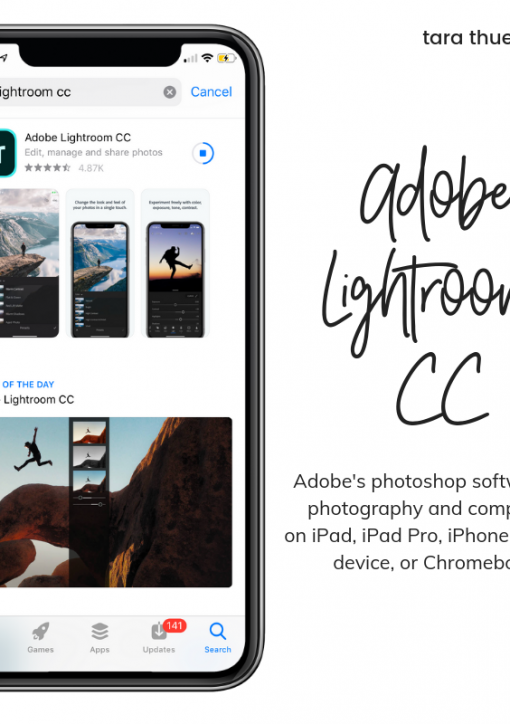 tara thue
ightroom cc
Cancel
Adobe Lightroom CC
Edit, manage and share photos
4.87K
Change the look and feel
of your photos in a single touch.
Experiment freely with color,
exposure, tone, contrast.
OF THE DAY
Lightroom CC
Games
Apps
141
Updates
Search
adobe
Lightroom
CC
Adobe's photoshop softw
photography and comp
on iPad, iPad Pro, iPhone
device, or Chromebo